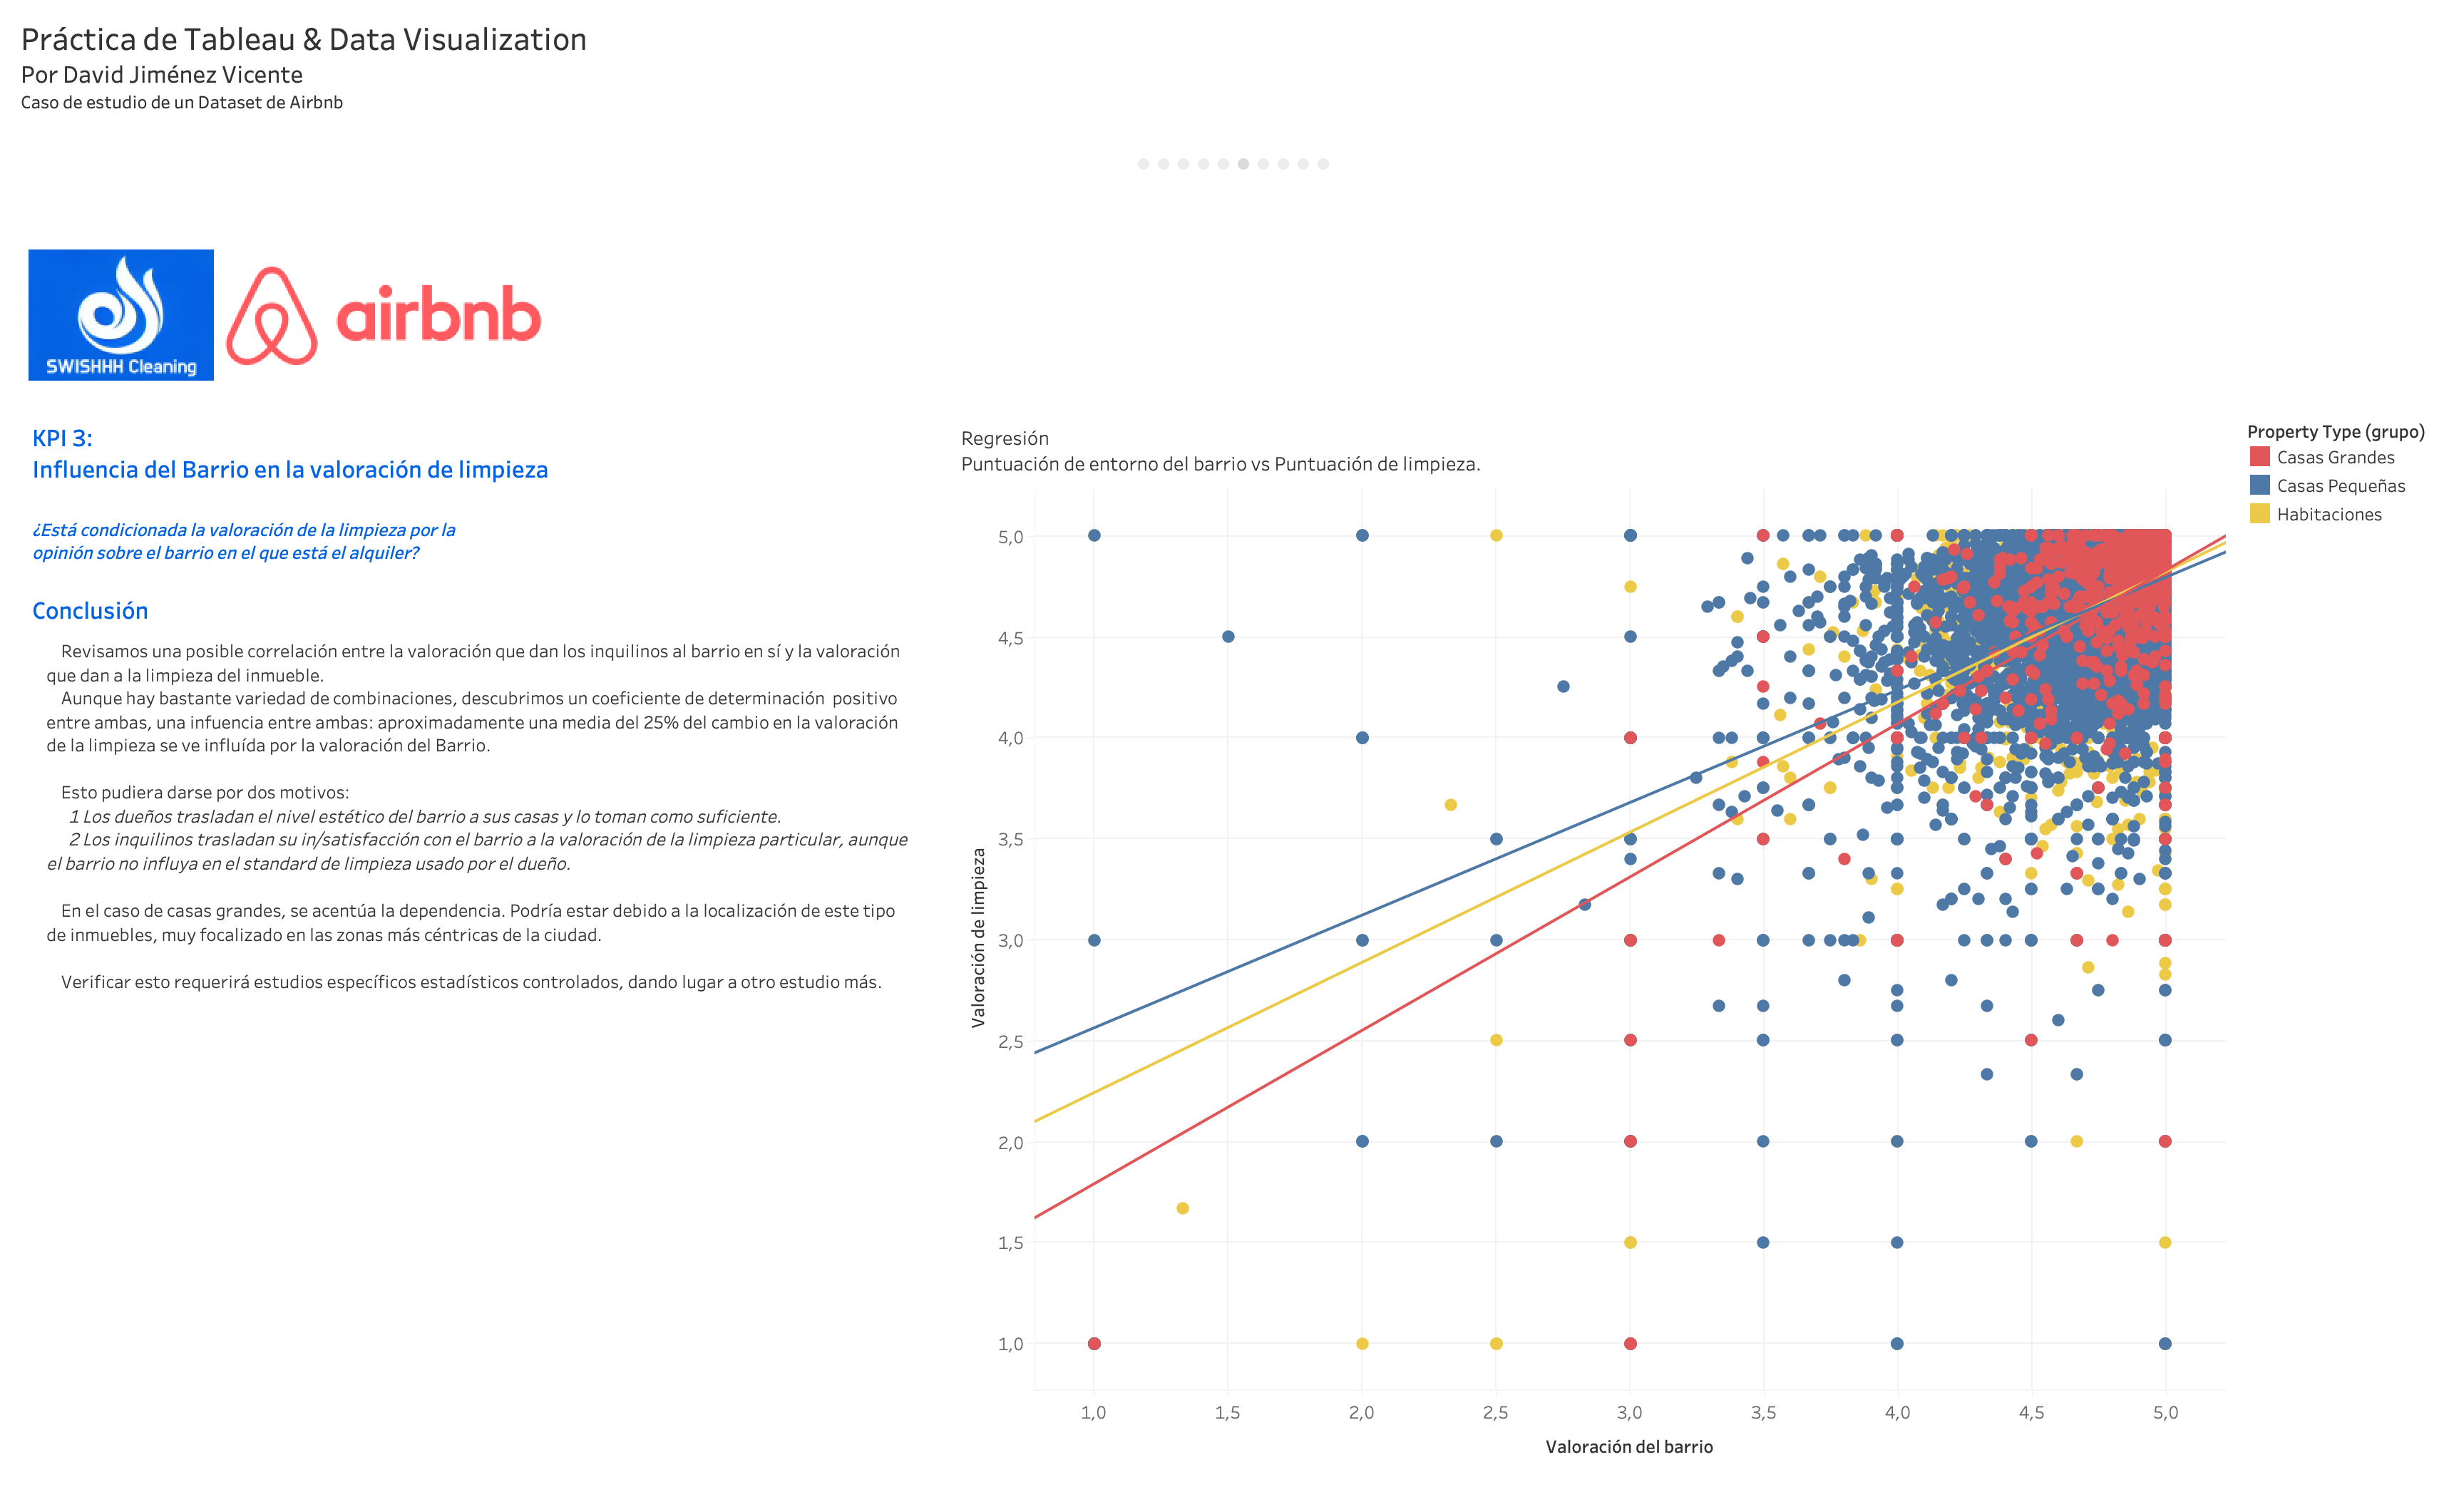 Práctica de Tableau & Data Visualization
Por David Jiménez Vicente
Caso de estudio de un Dataset de Airbnb
SWISHHH Cleaning
airbnb
KPI 3:
Influencia del Barrio en la valoración de limpieza
¿Está condicionada la valoración de la limpieza por la
opinión sobre el barrio en el que está el alquiler?
Conclusión
Revisamos una posible correlación entre la valoración que dan los inquilinos al barrio en sí y la valoración
que dan a la limpieza del inmueble.
Aunque hay bastante variedad de combinaciones, descubrimos un coeficiente de determinación  positivo
entre ambas, una infuencia entre ambas: aproximadamente una media del 25% del cambio en la valoración
de la limpieza se ve influída por la valoración del Barrio.
Esto pudiera darse por dos motivos:
1 Los dueños trasladan el nivel estético del barrio a sus casas y lo toman como suficiente.
2 Los inquilinos trasladan su in/satisfacción con el barrio a la valoración de la limpieza particular, aunque
el barrio no influya en el standard de limpieza usado por el dueño.
En el caso de casas grandes, se acentúa la dependencia. Podría estar debido a la localización de este tipo
de inmuebles, muy focalizado en las zonas más céntricas de la ciudad.
Verificar esto requerirá estudios específicos estadísticos controlados, dando lugar a otro estudio más.
Regresión
Puntuación de entorno del barrio vs Puntuación de limpieza.
Valoración de limpieza
5,0
4,5
4,0
3,5
3,0
2,5
2,0
1,5
1,0
1,0 1,5 2,0 2,5 3,0 3,5 4,0 4,5 5,0
Valoración del barrio
Property Type (grupo)
Casas Grandes
Casas Pequeñas
Habitaciones